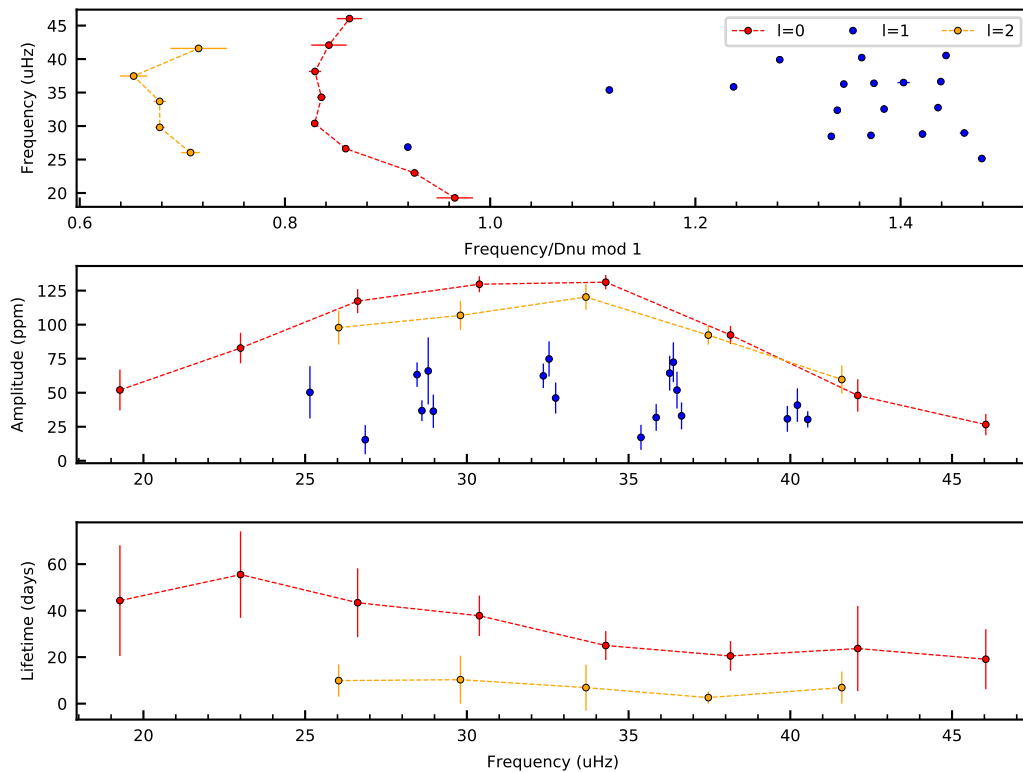 45
40
35
30
25
20
Frequency (uHz)
l=0 l=1 l=2
0.6 0.8 1.0 1.2 1.4
Frequency/Dnu mod 1
125
100
75
50
25
0
Amplitude (ppm)
20 25 30 35 40 45
60
40
20
0
Lifetime (days)
20 25 30 35 40 45
Frequency (uHz)